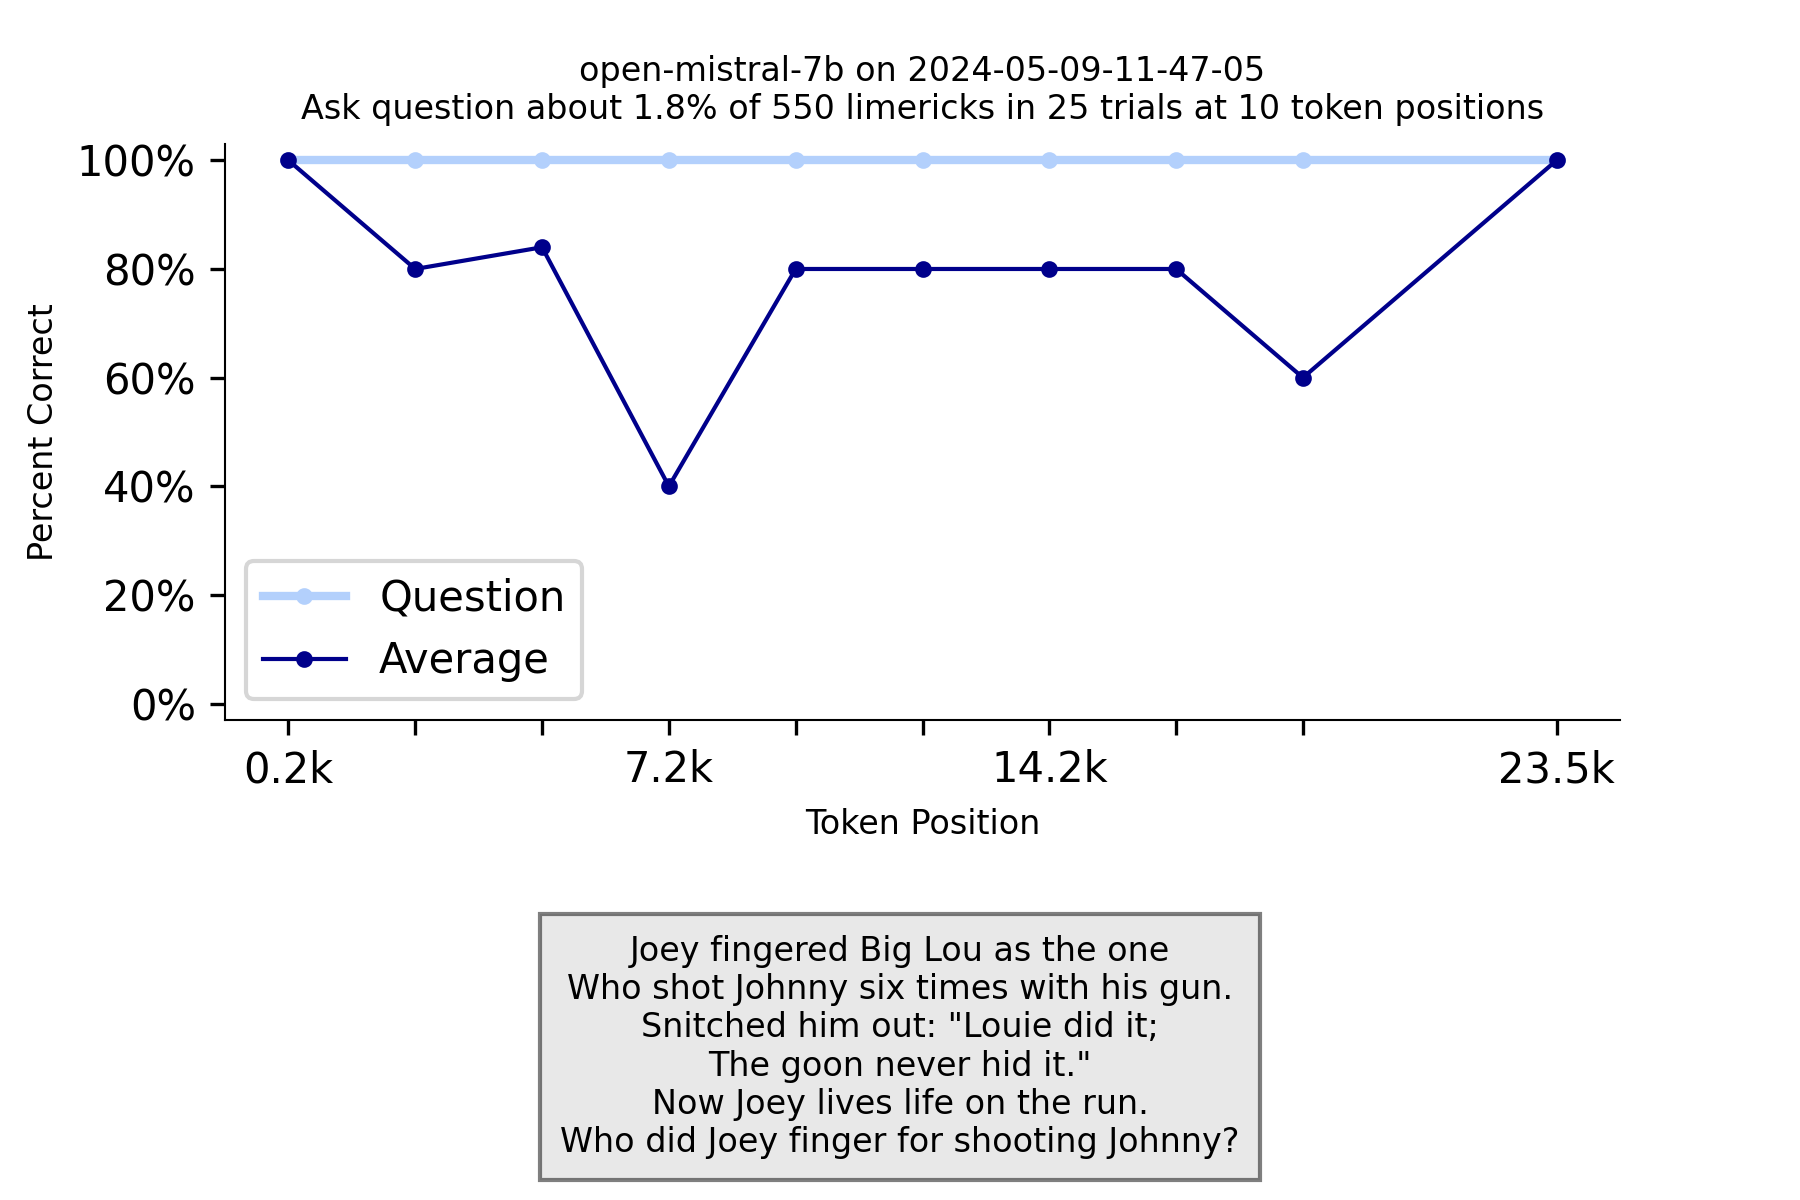 open-mistral-7b on 2024-05-09-11-47-05
Ask question about 1.8% of 550 limericks in 25 trials at 10 token positions
100%
80%
60%
40%
20%
0%
Percent Correct
Question
Average
0.2k 7.2k 14.2k 23.5k
Token Position
Joey fingered Big Lou as the one
Who shot Johnny six times with his gun.
Snitched him out: "Louie did it;
The goon never hid it."
Now Joey lives life on the run.
Who did Joey finger for shooting Johnny?